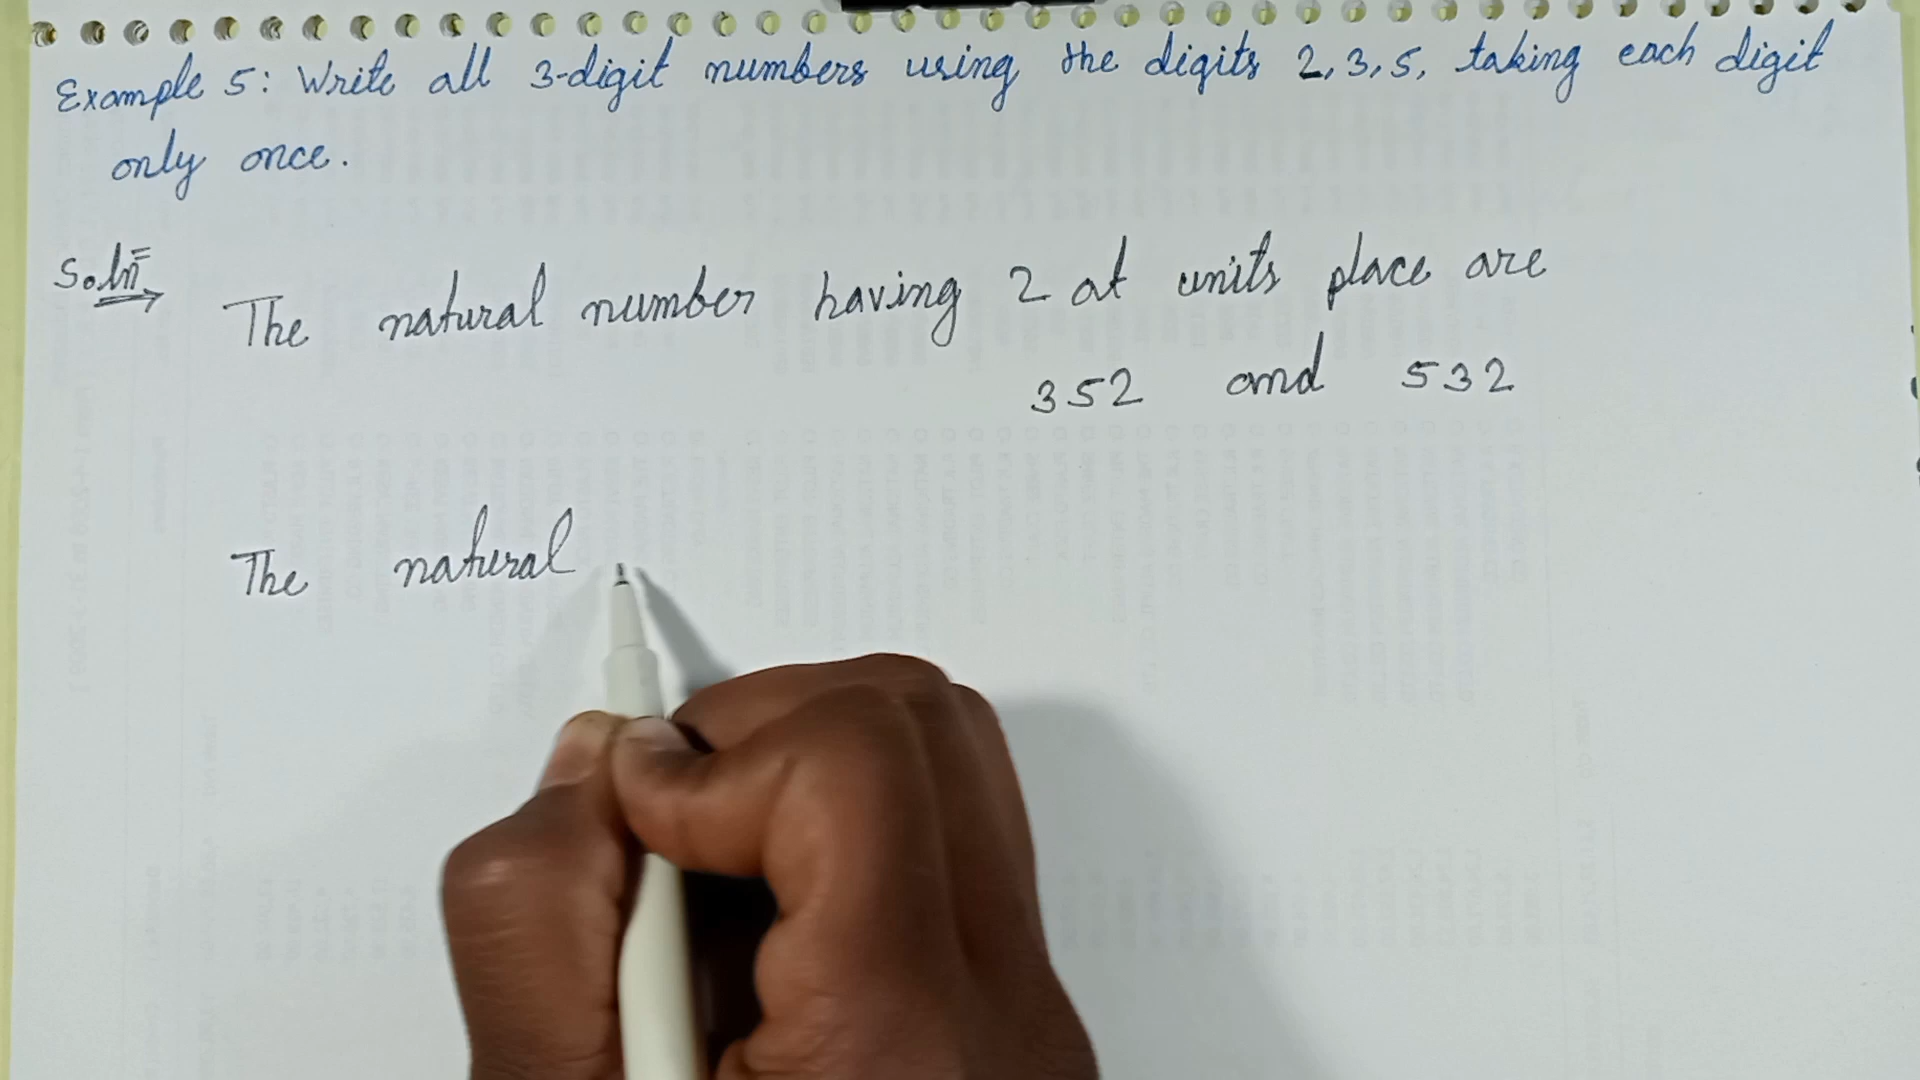 Example 5: Write all 3-digit numbers using the digits 2, 3, 5, taking each digit
only once.
Soln
The natural number having 2 at units place are
352 and 532
The natural